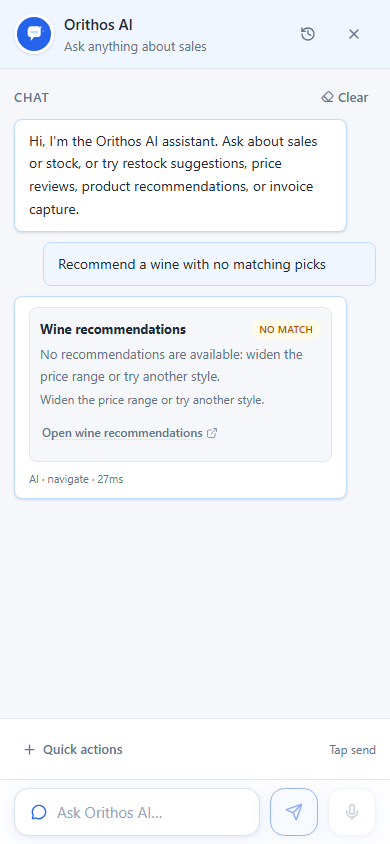 Orithos AI
Ask anything about sales
CHAT
Clear
Hi, I'm the Orithos AI assistant. Ask about sales
or stock, or try restock suggestions, price
reviews, product recommendations, or invoice
capture.
Recommend a wine with no matching picks
Wine recommendations
NO MATCH
No recommendations are available: widen the
price range or try another style.
Widen the price range or try another style.
Open wine recommendations
AI · navigate · 27ms
Quick actions
Tap send
Ask Orithos AI...